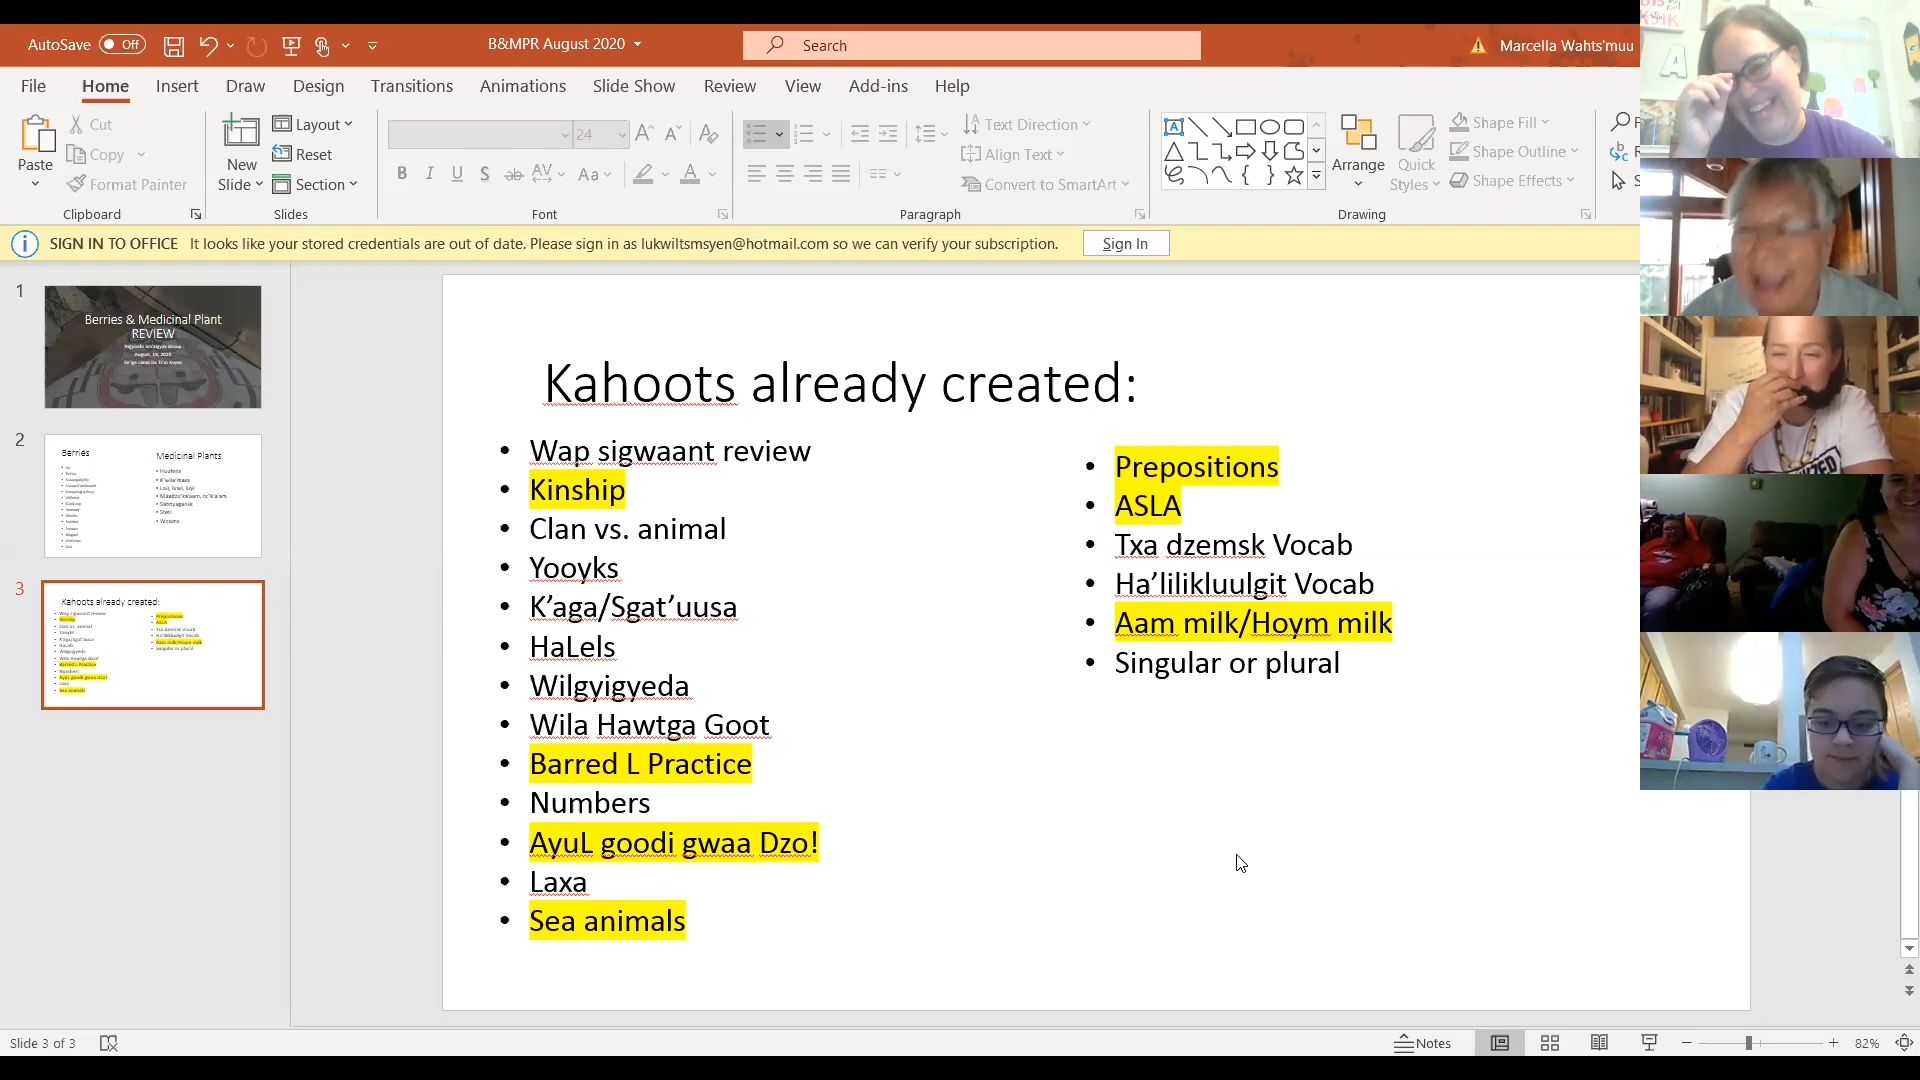 AutoSave Off
B&MPR August 2020
Search
Marcella Wahts'muu
File Home Insert Draw Design Transitions Animations Slide Show Review View Add-ins Help
Paste
Cut
Copy
Format Painter
Clipboard
New Slide
Layout
Reset
Section
Slides
24
Font
Text Direction
Align Text
Convert to SmartArt
Paragraph
Arrange
Quick Styles
Shape Fill
Shape Outline
Shape Effects
Drawing
SIGN IN TO OFFICE It looks like your stored credentials are out of date. Please sign in as lukwiltsmsyen@hotmail.com so we can verify your subscription. Sign In
1
Berries & Medicinal Plant
REVIEW
August, 19, 2020
2
Berries
Medicinal Plants
3
Kahoots already created:
Kahoots already created:
• Wap sigwaant review
• Kinship
• Clan vs. animal
• Yooyks
• K’aga/Sgat’uusa
• HaLels
• Wilgyigyeda
• Wila Hawtga Goot
• Barred L Practice
• Numbers
• AyuL goodi gwaa Dzo!
• Laxa
• Sea animals
• Prepositions
• ASLA
• Txa dzemsk Vocab
• Ha’lilikluulgit Vocab
• Aam milk/Hoym milk
• Singular or plural
Slide 3 of 3
Notes
82%